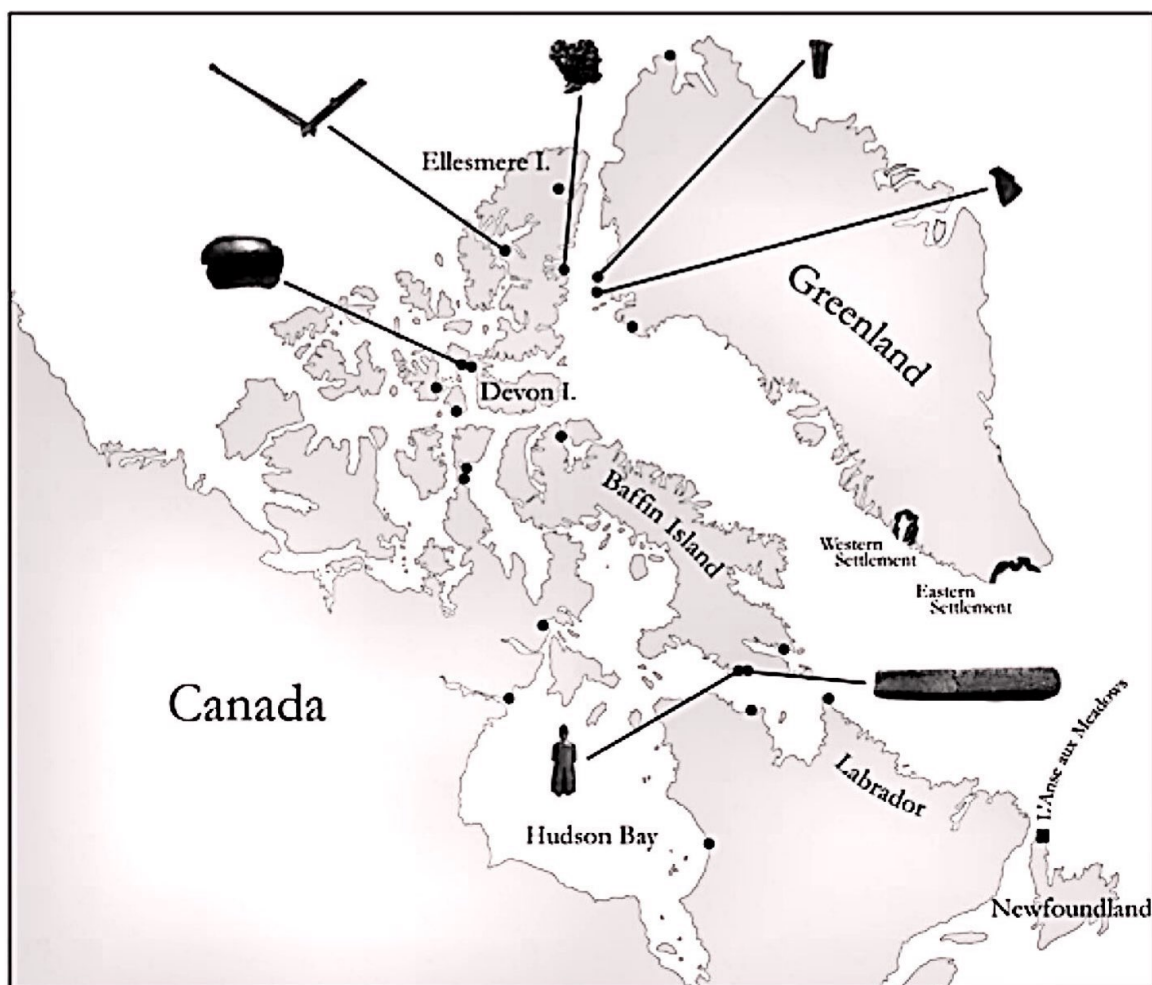 Ellesmere I.
Greenland
Devon I.
Baffin Island
Western
Settlement
Eastern
Settlement
Canada
Labrador
L'Anse aux Meadows
Hudson Bay
Newfoundland